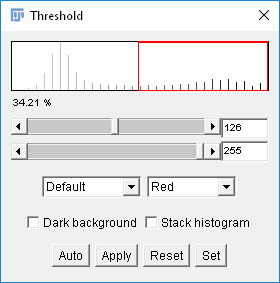 Threshold
34.21 %
126
255
Default Red
Dark background Stack histogram
Auto Apply Reset Set